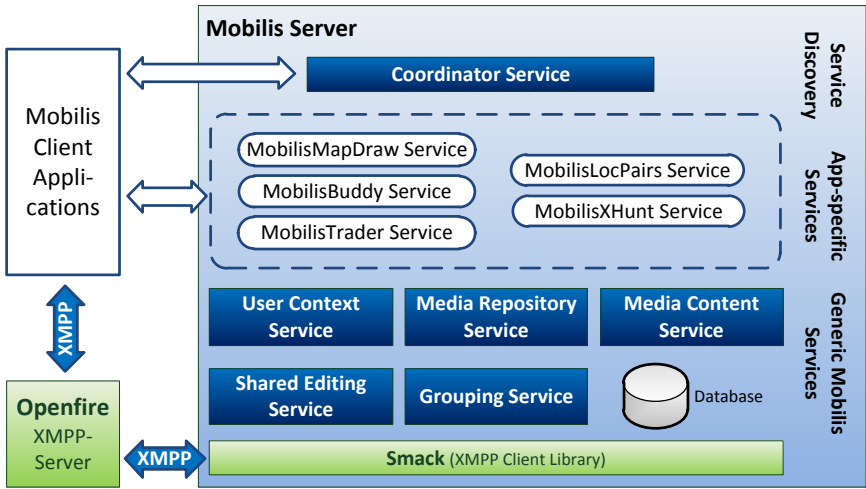 Mobilis Server
Coordinator Service
Service
Discovery
Mobilis
Client
Appli-
cations
MobilisMapDraw Service
MobilisBuddy Service
MobilisTrader Service
MobilisLocPairs Service
MobilisXHunt Service
App-specific
Services
User Context
Service
Media Repository
Service
Media Content
Service
Generic Mobilis
Services
Shared Editing
Service
Grouping Service
Database
XMPP
Openfire
XMPP-
Server
XMPP
Smack (XMPP Client Library)